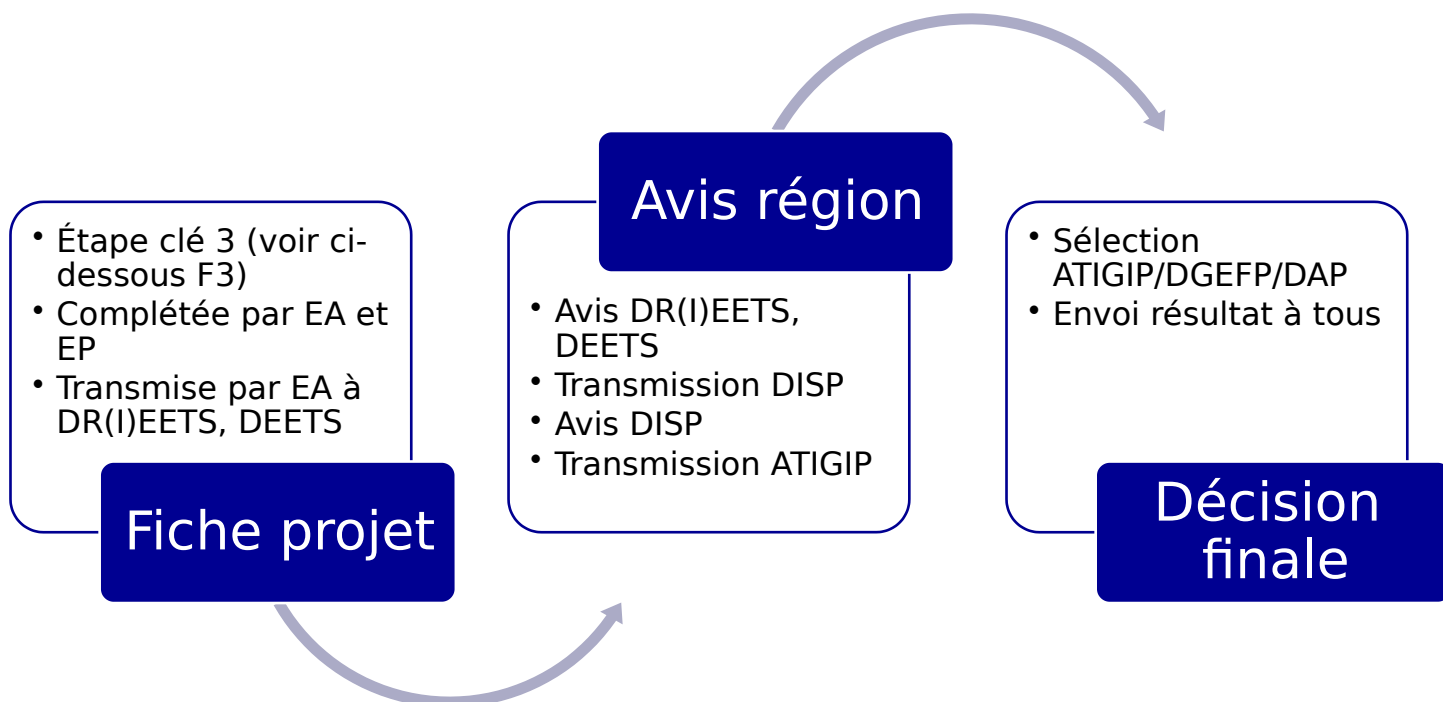 • Étape clé 3 (voir ci-
dessous F3)
• Complétée par EA et
EP
• Transmise par EA à
DR(I)EETS, DEETS
Fiche projet
Avis région
• Avis DR(I)EETS,
DEETS
• Transmission DISP
• Avis DISP
• Transmission ATIGIP
• Sélection
ATIGIP/DGEFP/DAP
• Envoi résultat à tous
Décision
finale